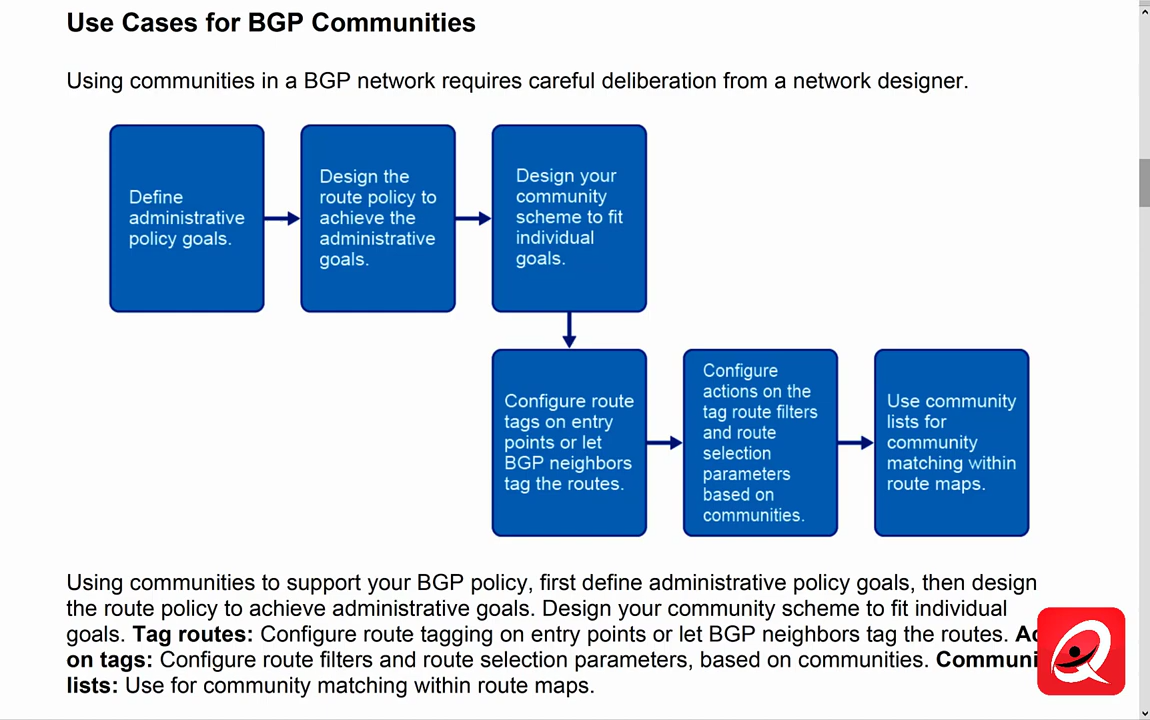 Use Cases for BGP Communities
Using communities in a BGP network requires careful deliberation from a network designer.
Define
administrative
policy goals.
Design the
route policy to
achieve the
administrative
goals.
Design your
community
scheme to fit
individual
goals.
Configure route
tags on entry
points or let
BGP neighbors
tag the routes.
Configure
actions on the
tag route filters
and route
selection
parameters
based on
communities.
Use community
lists for
community
matching within
route maps.
Using communities to support your BGP policy, first define administrative policy goals, then design
the route policy to achieve administrative goals. Design your community scheme to fit individual
goals. Tag routes: Configure route tagging on entry points or let BGP neighbors tag the routes.
on tags: Configure route filters and route selection parameters, based on communities.
lists: Use for community matching within route maps.